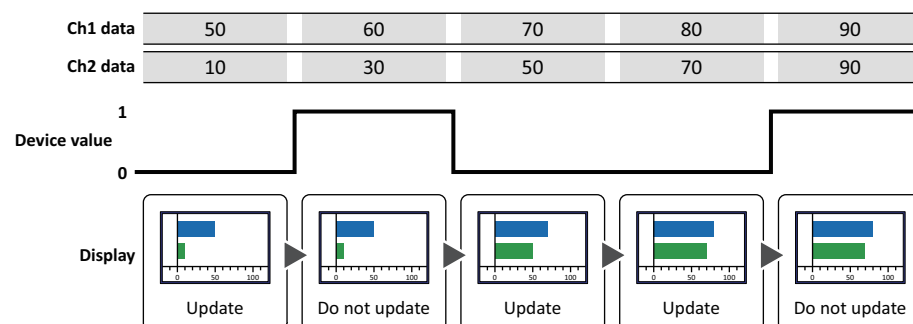 Ch1 data 50 60 70 80 90
Ch2 data 10 30 50 70 90
1
Device value
0
Display
0 50 100 0 50 100 0 50 100 0 50 100 0 50 100
Update Do not update Update Update Do not update